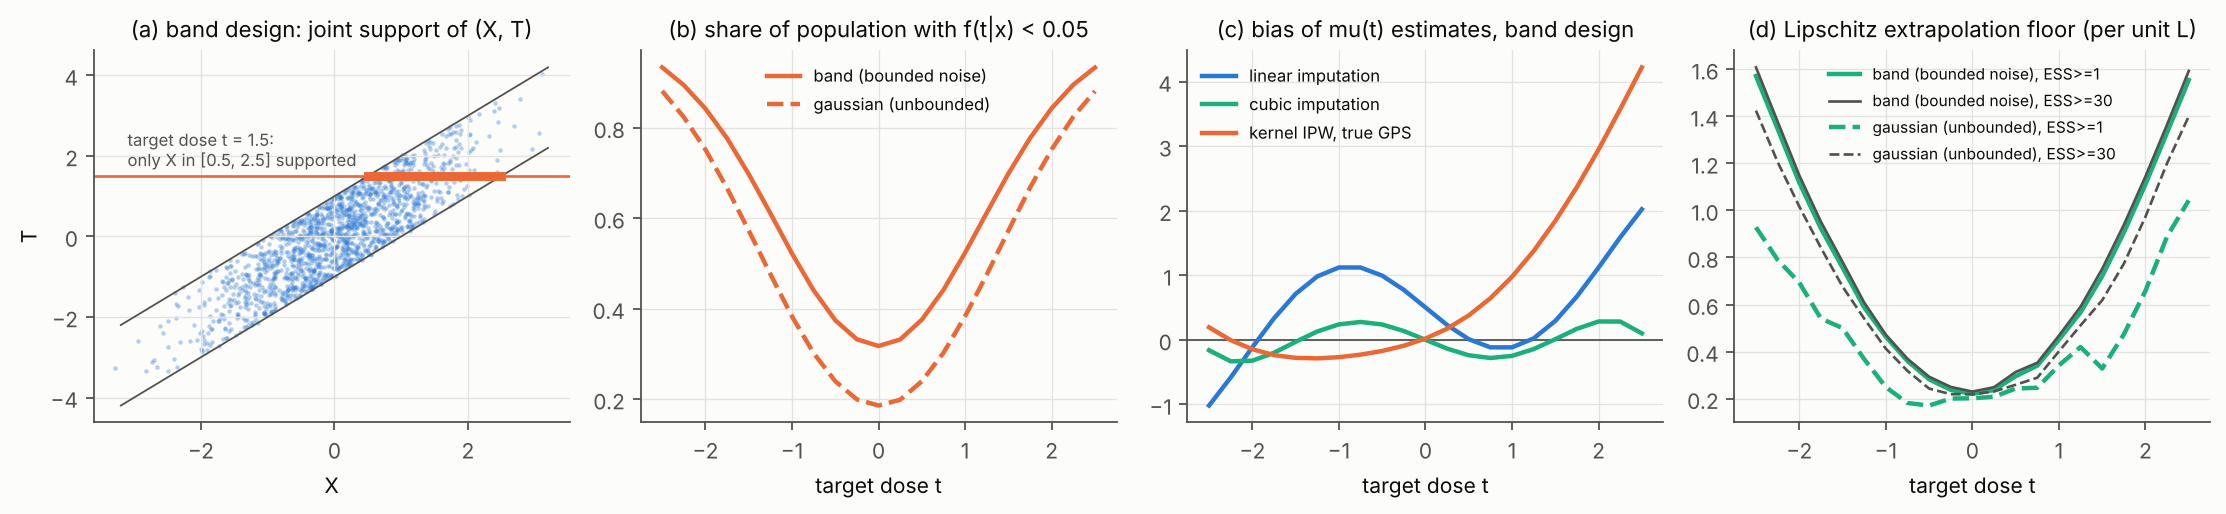 (a) band design: joint support of (X, T)
4
2
0
−2
−4
T
target dose t = 1.5:
only X in [0.5, 2.5] supported
−2
0
2
X
(b) share of population with f(t|x) < 0.05
0.8
0.6
0.4
0.2
band (bounded noise)
gaussian (unbounded)
−2
−1
0
1
2
target dose t
(c) bias of mu(t) estimates, band design
4
3
2
1
0
−1
linear imputation
cubic imputation
kernel IPW, true GPS
−2
−1
0
1
2
target dose t
(d) Lipschitz extrapolation floor (per unit L)
1.6
1.4
1.2
1.0
0.8
0.6
0.4
0.2
band (bounded noise), ESS>=1
band (bounded noise), ESS>=30
gaussian (unbounded), ESS>=1
gaussian (unbounded), ESS>=30
−2
−1
0
1
2
target dose t